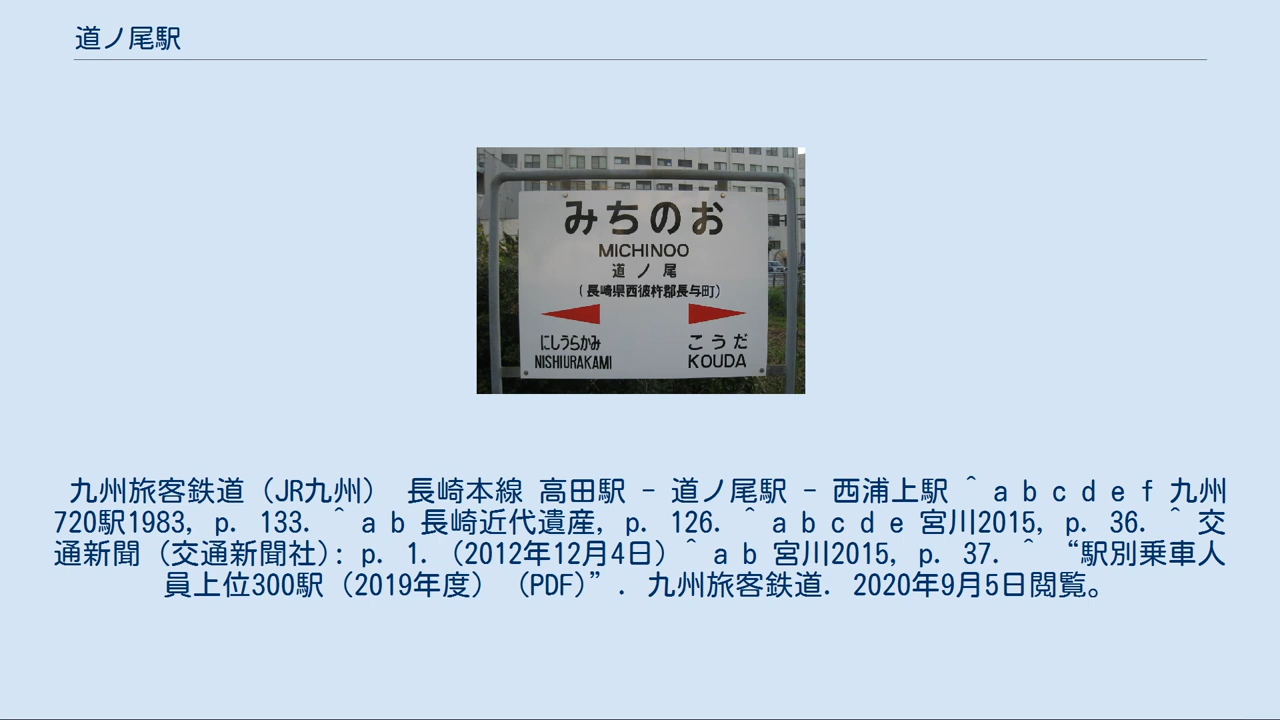 道ノ尾駅
みちのお
MICHINOO
道ノ尾
(長崎県西彼杵郡長与町)
にしうらかみ こうだ
NISHIURAKAMI KOUDA
九州旅客鉄道（JR九州） 長崎本線 高田駅 - 道ノ尾駅 - 西浦上駅 ^ a b c d e f 九州
720駅1983, p. 133. ^ a b 長崎近代遺産, p. 126. ^ a b c d e 宮川2015, p. 36. ^ 交
通新聞（交通新聞社）: p. 1. （2012年12月4日）^ a b 宮川2015, p. 37. ^ “駅別乗車人
員上位300駅（2019年度）（PDF）”. 九州旅客鉄道. 2020年9月5日閲覧。